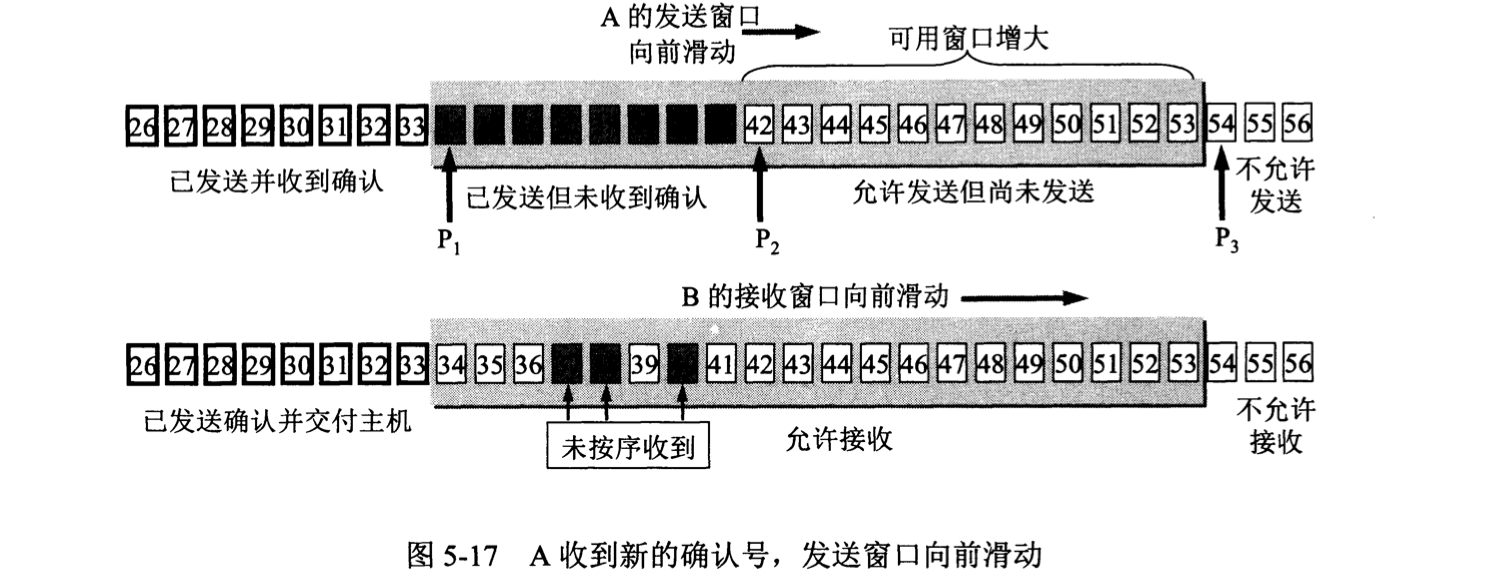 A 的发送窗口
向前滑动
可用窗口增大
26 27 28 29 30 31 32 33 42 43 44 45 46 47 48 49 50 51 52 53 54 55 56
已发送并收到确认
已发送但未收到确认
允许发送但尚未发送
不允许
发送
P1 P2 P3
B 的接收窗口向前滑动
26 27 28 29 30 31 32 33 34 35 36 39 41 42 43 44 45 46 47 48 49 50 51 52 53 54 55 56
已发送确认并交付主机
未按序收到
允许接收
不允许
接收
图 5-17 A 收到新的确认号，发送窗口向前滑动